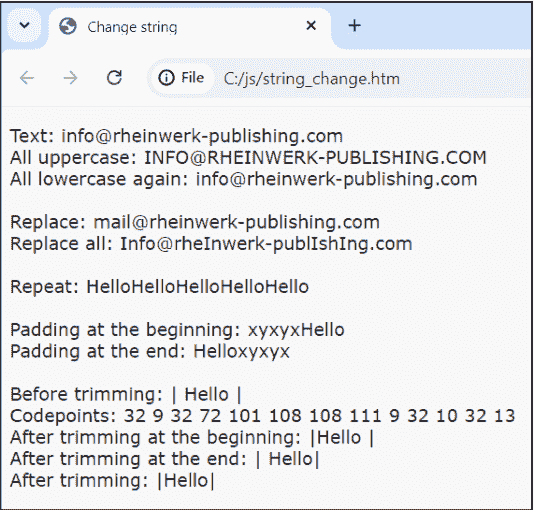 Change string
File
C:/js/string_change.htm
Text: info@rheinwerk-publishing.com
All uppercase: INFO@RHEINWERK-PUBLISHING.COM
All lowercase again: info@rheinwerk-publishing.com
Replace: mail@rheinwerk-publishing.com
Replace all: Info@rheInwerk-publIshIng.com
Repeat: HelloHelloHelloHelloHello
Padding at the beginning: xyxyxHello
Padding at the end: Helloxyxyx
Before trimming: | Hello |
Codepoints: 32 9 32 72 101 108 108 111 9 32 10 32 13
After trimming at the beginning: |Hello |
After trimming at the end: | Hello|
After trimming: |Hello|